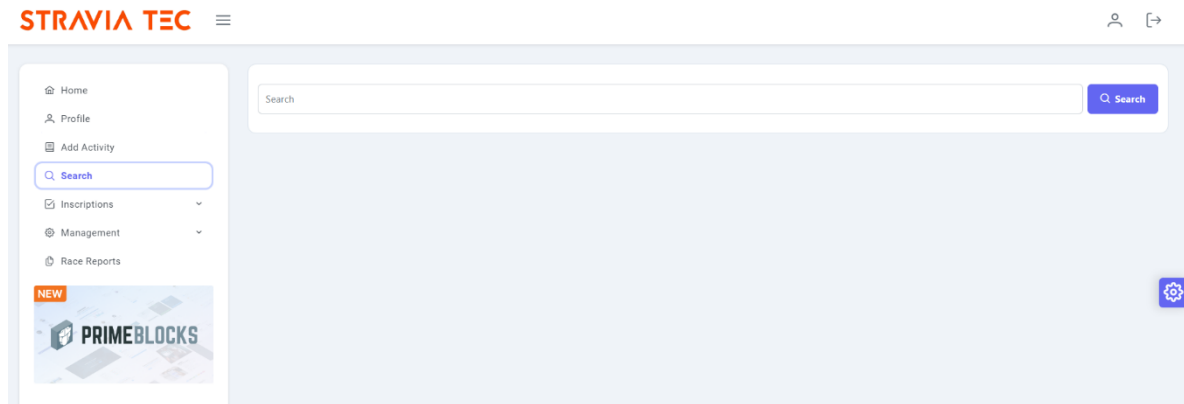 STRAVIA TEC
Home
Profile
Add Activity
Search
Inscriptions
Management
Race Reports
NEW
PRIMEBLOCKS
Search
Search